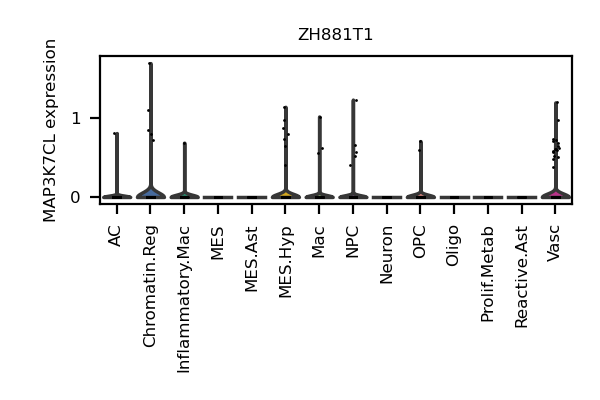 ZH881T1
MAP3K7CL expression
1
0
AC
Chromatin.Reg
Inflammatory.Mac
MES
MES.Ast
MES.Hyp
Mac
NPC
Neuron
OPC
Oligo
Prolif.Metab
Reactive.Ast
Vasc